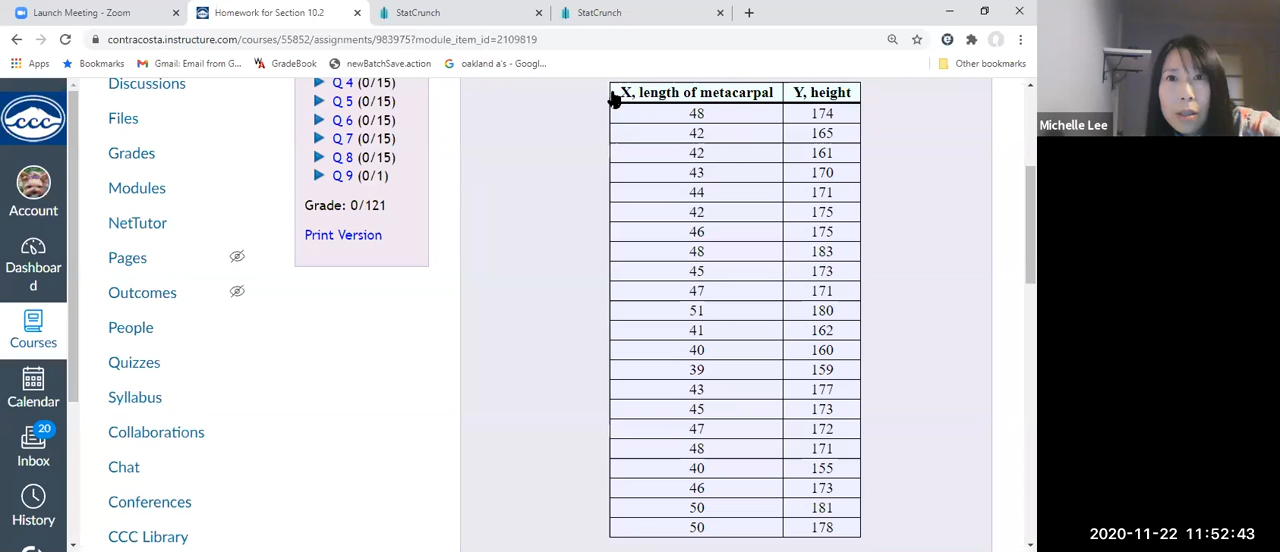 Launch Meeting - Zoom
Homework for Section 10.2
StatCrunch
StatCrunch
contracosta.instructure.com/courses/55852/assignments/983975?module_item_id=2109819
Apps
Bookmarks
Gmail: Email from G...
GradeBook
newBatchSave.action
oakland a's - Googl...
Other bookmarks
CCC
Account
Dashboar
d
Courses
Calendar
20
Inbox
History
Discussions
Files
Grades
Modules
NetTutor
Pages
Outcomes
People
Quizzes
Syllabus
Collaborations
Chat
Conferences
CCC Library
Q 4 (0/15)
Q 5 (0/15)
Q 6 (0/15)
Q 7 (0/15)
Q 8 (0/15)
Q 9 (0/1)
Grade: 0/121
Print Version
X, length of metacarpal Y, height
48 174
42 165
42 161
43 170
44 171
42 175
46 175
48 183
45 173
47 171
51 180
41 162
40 160
39 159
43 177
45 173
47 172
48 171
40 155
46 173
50 181
50 178
Michelle Lee
2020-11-22 11:52:43